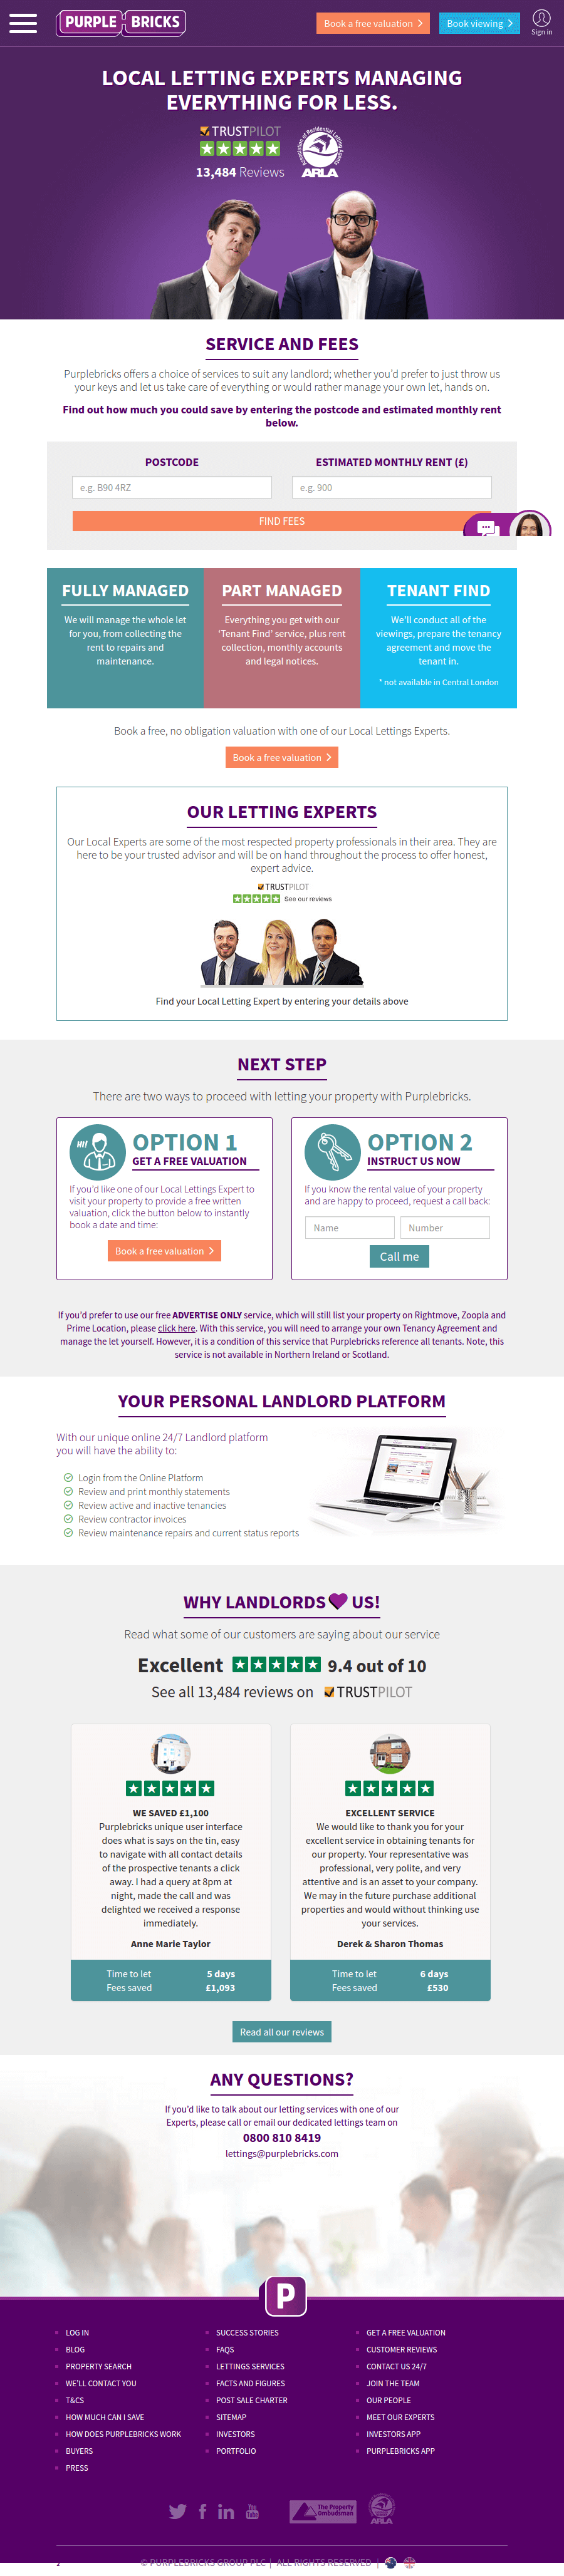 PURPLE BRICKS
Book a free valuation
Book viewing
Sign in
LOCAL LETTING EXPERTS MANAGING
EVERYTHING FOR LESS.
TRUSTPILOT
Association of Residential Letting Agents
ARLA
13,484 Reviews
SERVICE AND FEES
Purplebricks offers a choice of services to suit any landlord; whether you'd prefer to just throw us
your keys and let us take care of everything or would rather manage your own let, hands on.
Find out how much you could save by entering the postcode and estimated monthly rent
below.
POSTCODE
ESTIMATED MONTHLY RENT (£)
e.g. B90 4RZ
e.g. 900
FIND FEES
FULLY MANAGED
We will manage the whole let
for you, from collecting the
rent to repairs and
maintenance.
PART MANAGED
Everything you get with our
'Tenant Find' service, plus rent
collection, monthly accounts
and legal notices.
TENANT FIND
We'll conduct all of the
viewings, prepare the tenancy
agreement and move the
tenant in.
* not available in Central London
Book a free, no obligation valuation with one of our Local Lettings Experts.
Book a free valuation
OUR LETTING EXPERTS
Our Local Experts are some of the most respected property professionals in their area. They are
here to be your trusted advisor and will be on hand throughout the process to offer honest,
expert advice.
TRUSTPILOT
See our reviews
Find your Local Letting Expert by entering your details above
NEXT STEP
There are two ways to proceed with letting your property with Purplebricks.
HI!
OPTION 1
GET A FREE VALUATION
If you'd like one of our Local Lettings Expert to
visit your property to provide a free written
valuation, click the button below to instantly
book a date and time:
Book a free valuation
OPTION 2
INSTRUCT US NOW
If you know the rental value of your property
and are happy to proceed, request a call back:
Name
Number
Call me
If you'd prefer to use our free ADVERTISE ONLY service, which will still list your property on Rightmove, Zoopla and
Prime Location, please click here. With this service, you will need to arrange your own Tenancy Agreement and
manage the let yourself. However, it is a condition of this service that Purplebricks reference all tenants. Note, this
service is not available in Northern Ireland or Scotland.
YOUR PERSONAL LANDLORD PLATFORM
With our unique online 24/7 Landlord platform
you will have the ability to:
Login from the Online Platform
Review and print monthly statements
Review active and inactive tenancies
Review contractor invoices
Review maintenance repairs and current status reports
WHY LANDLORDS US!
Read what some of our customers are saying about our service
Excellent 9.4 out of 10
See all 13,484 reviews on TRUSTPILOT
WE SAVED £1,100
Purplebricks unique user interface
does what is says on the tin, easy
to navigate with all contact details
of the prospective tenants a click
away. I had a query at 8pm at
night, made the call and was
delighted we received a response
immediately.
Anne Marie Taylor
Time to let 5 days
Fees saved £1,093
EXCELLENT SERVICE
We would like to thank you for your
excellent service in obtaining tenants for
our property. Your representative was
professional, very polite, and very
attentive and is an asset to your company.
We may in the future purchase additional
properties and would without thinking use
your services.
Derek & Sharon Thomas
Time to let 6 days
Fees saved £530
Read all our reviews
ANY QUESTIONS?
If you'd like to talk about our letting services with one of our
Experts, please call or email our dedicated lettings team on
0800 810 8419
lettings@purplebricks.com
P
LOG IN
BLOG
PROPERTY SEARCH
WE'LL CONTACT YOU
T&CS
HOW MUCH CAN I SAVE
HOW DOES PURPLEBRICKS WORK
BUYERS
PRESS
SUCCESS STORIES
FAQS
LETTINGS SERVICES
FACTS AND FIGURES
POST SALE CHARTER
SITEMAP
INVESTORS
PORTFOLIO
GET A FREE VALUATION
CUSTOMER REVIEWS
CONTACT US 24/7
JOIN THE TEAM
OUR PEOPLE
MEET OUR EXPERTS
INVESTORS APP
PURPLEBRICKS APP
You Tube
The Property
Ombudsman
ARLA
© PURPLEBRICKS GROUP PLC | ALL RIGHTS RESERVED |